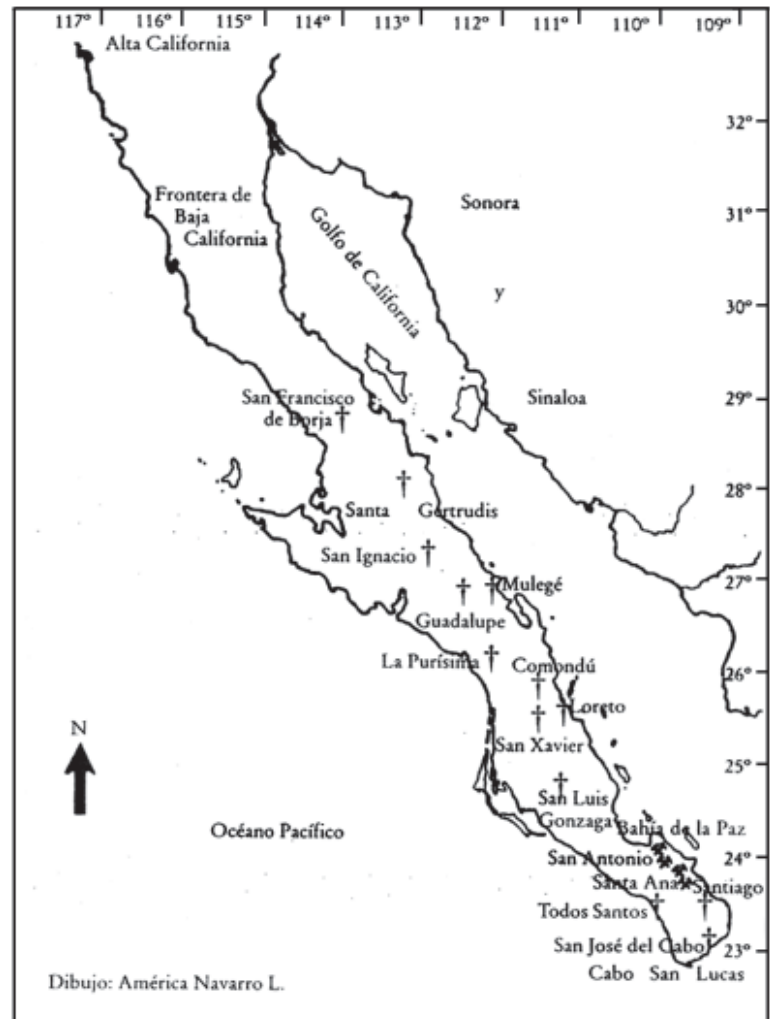 117° 116° 115° 114° 113° 112° 111° 110° 109°
Alta California
32°
Frontera de
Baja
California
Sonora
31°
Golfo de California
y
30°
San Francisco
de Borja
Sinaloa
29°
28°
Santa Gertrudis
San Ignacio
Mulegé
27°
Guadalupe
La Purísima
Comondú
26°
Loreto
San Xavier
N
25°
San Luis
Gonzaga
Océano Pacífico
Bahía de la Paz
San Antonio
24°
Santa Ana
Santiago
Todos Santos
San José del Cabo
23°
Cabo San Lucas
Dibujo: América Navarro L.